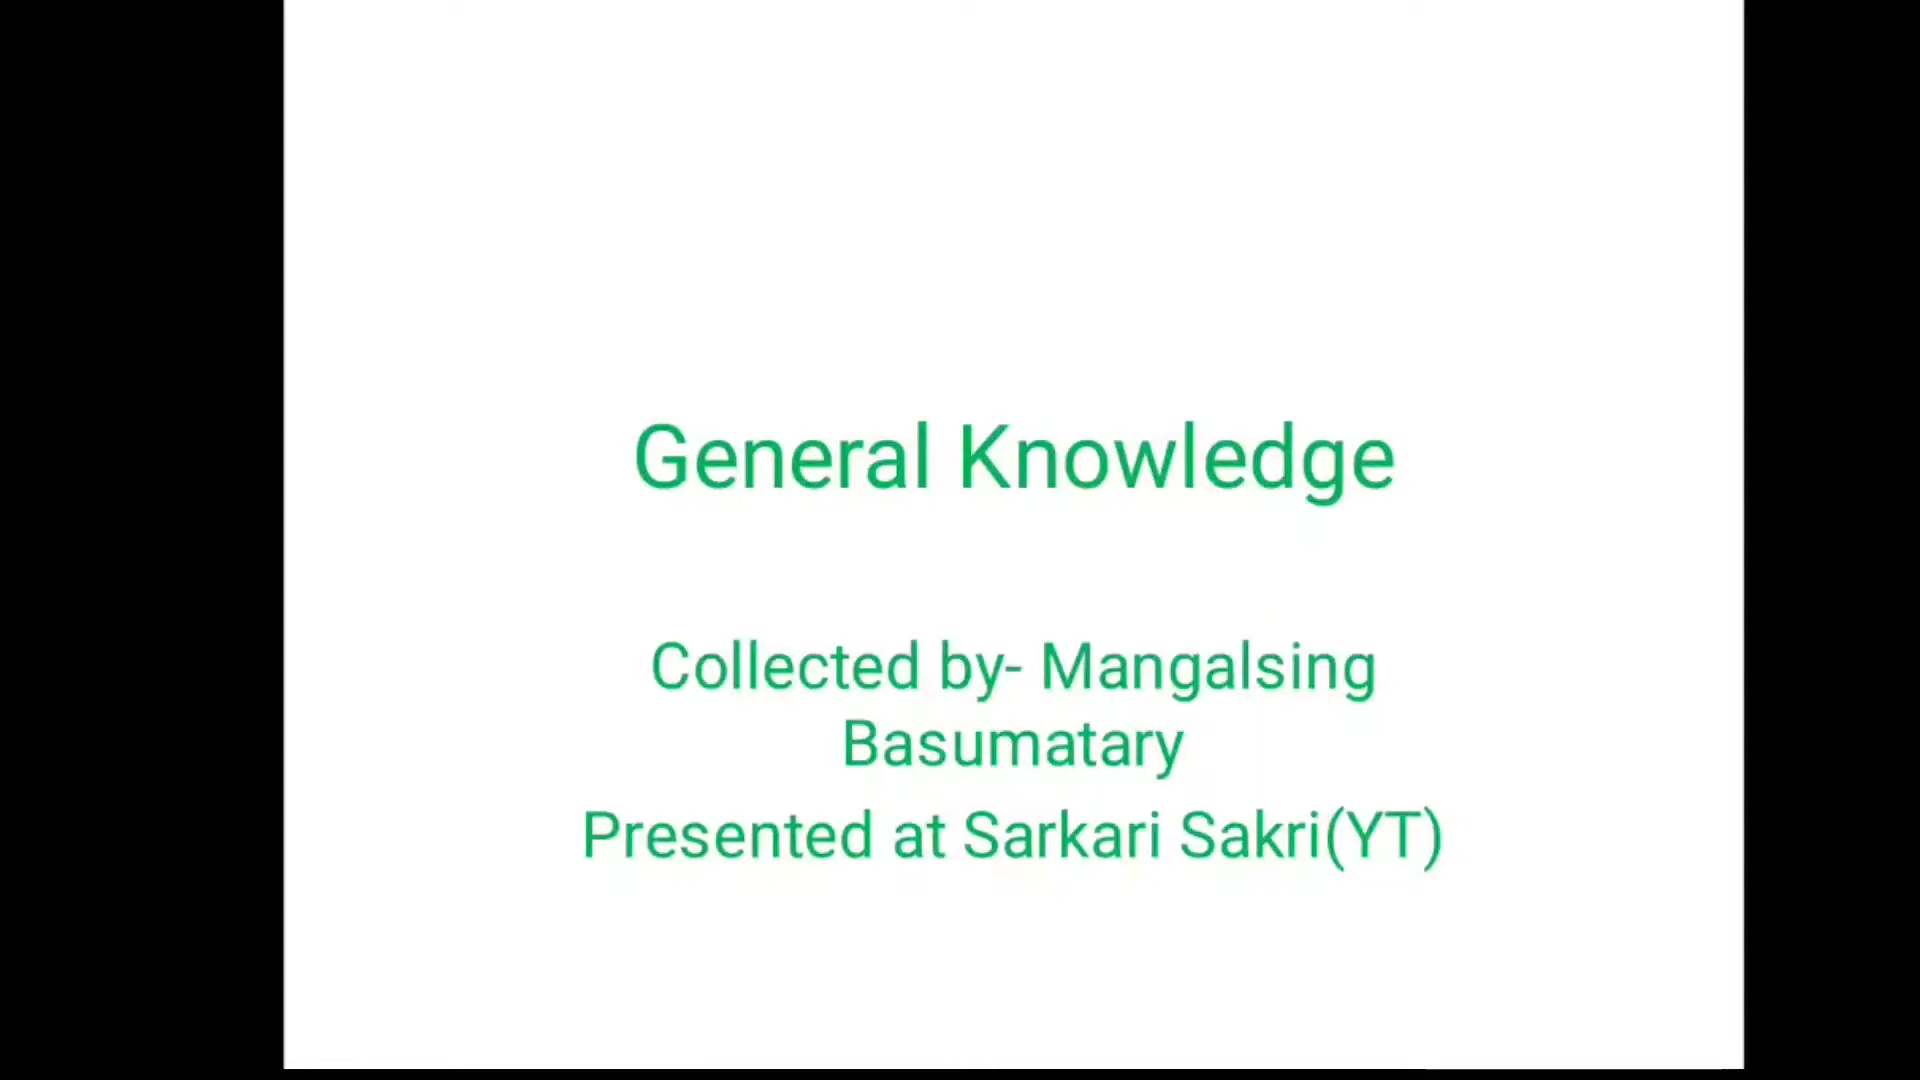 General Knowledge
Collected by- Mangalsing
Basumatary
Presented at Sarkari Sakri(YT)